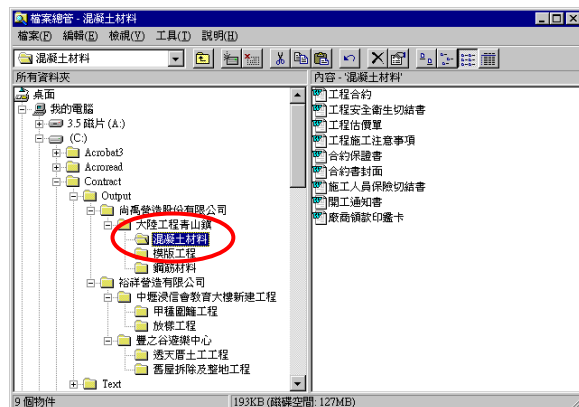 檔案總管 - 混凝土材料
檔案(F) 編輯(E) 檢視(V) 工具(T) 說明(H)
混凝土材料
所有資料夾
內容 - '混凝土材料'
桌面
我的電腦
3.5 磁片 (A:)
(C:)
Acrobat3
Acroread
Contract
Output
尚禹營造股份有限公司
大陸工程青山鎮
混凝土材料
模版工程
鋼筋材料
裕祥營造有限公司
中壢浸信會教育大樓新建工程
甲種圍籬工程
放樣工程
豐之谷遊樂中心
透天厝土工工程
舊屋拆除及整地工程
Text
工程合約
工程安全衛生切結書
工程估價單
工程施工注意事項
合約保證書
合約書封面
施工人員保險切結書
開工通知書
廠商領款印鑑卡
9 個物件
193KB (磁碟空間: 127MB)